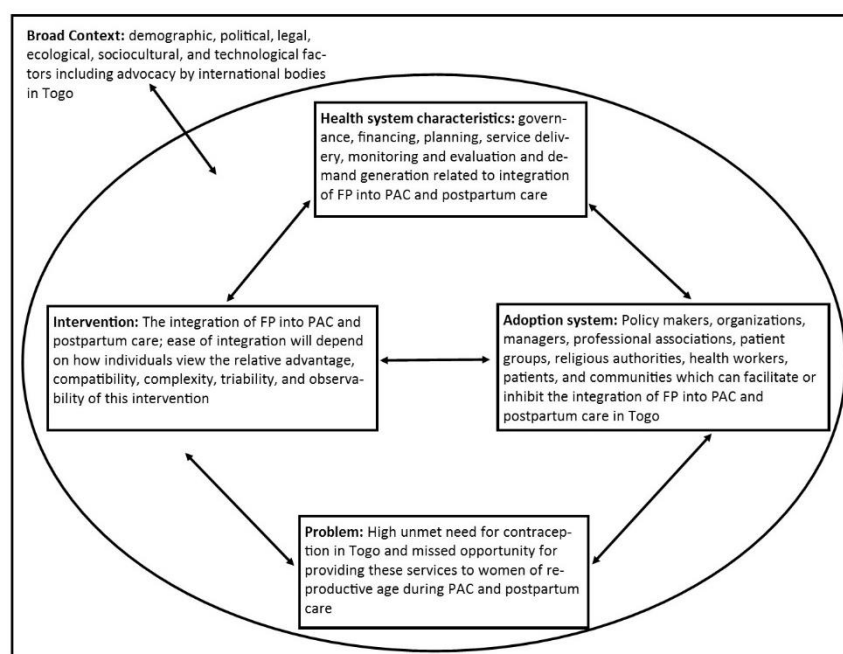 Broad Context: demographic, political, legal,
ecological, sociocultural, and technological fac-
tors including advocacy by international bodies
in Togo
Health system characteristics: govern-
ance, financing, planning, service deliv-
ery, monitoring and evaluation and de-
mand generation related to integration
of FP into PAC and postpartum care
Intervention: The integration of FP into PAC and
postpartum care; ease of integration will depend
on how individuals view the relative advantage,
compatibility, complexity, triability, and observa-
bility of this intervention
Adoption system: Policy makers, organizations,
managers, professional associations, patient
groups, religious authorities, health workers,
patients, and communities which can facilitate or
inhibit the integration of FP into PAC and
postpartum care in Togo
Problem: High unmet need for contracep-
tion in Togo and missed opportunity for
providing these services to women of re-
productive age during PAC and postpartum
care